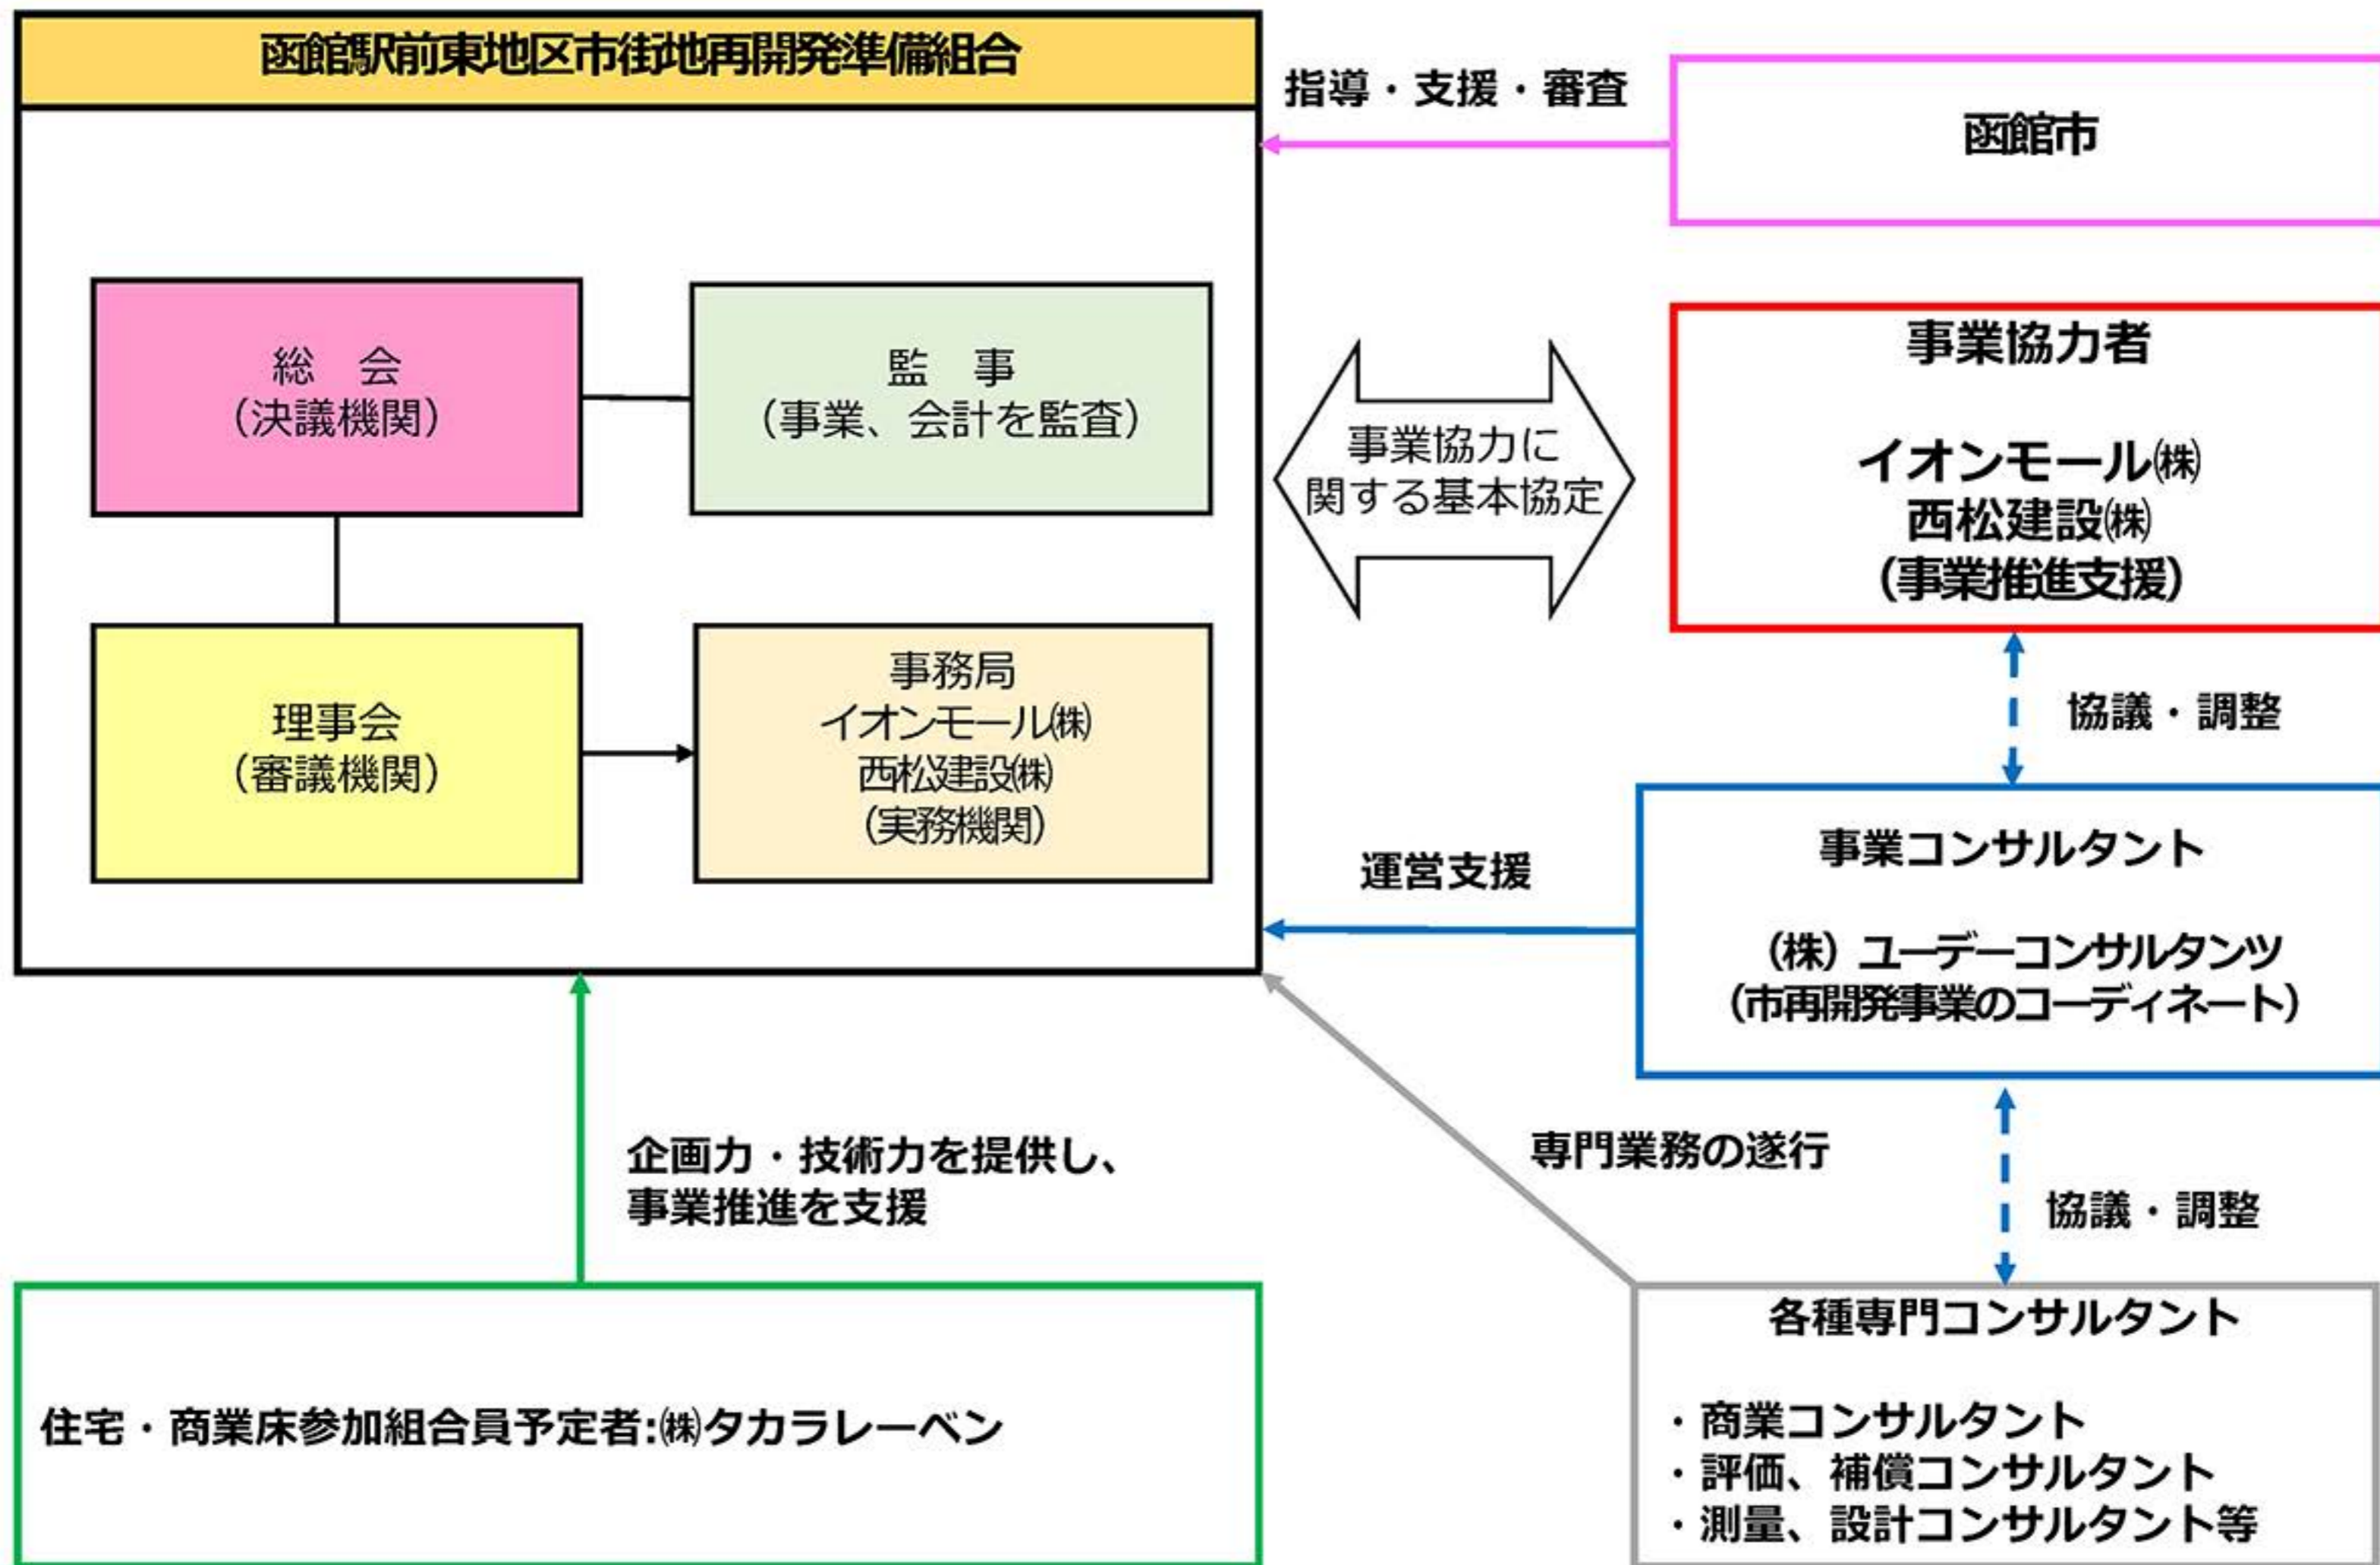 函館駅前東地区市街地再開発準備組合
指導・支援・審査
函館市
総　会
（決議機関）
監　事
（事業、会計を監査）
事業協力に
関する基本協定
事業協力者
イオンモール㈱
西松建設㈱
（事業推進支援）
理事会
（審議機関）
事務局
イオンモール㈱
西松建設㈱
（実務機関）
協議・調整
運営支援
事業コンサルタント
（株）ユーデーコンサルタンツ
（市再開発事業のコーディネート）
企画力・技術力を提供し、
事業推進を支援
専門業務の遂行
協議・調整
住宅・商業床参加組合員予定者:㈱タカラレーベン
各種専門コンサルタント
・商業コンサルタント
・評価、補償コンサルタント
・測量、設計コンサルタント等